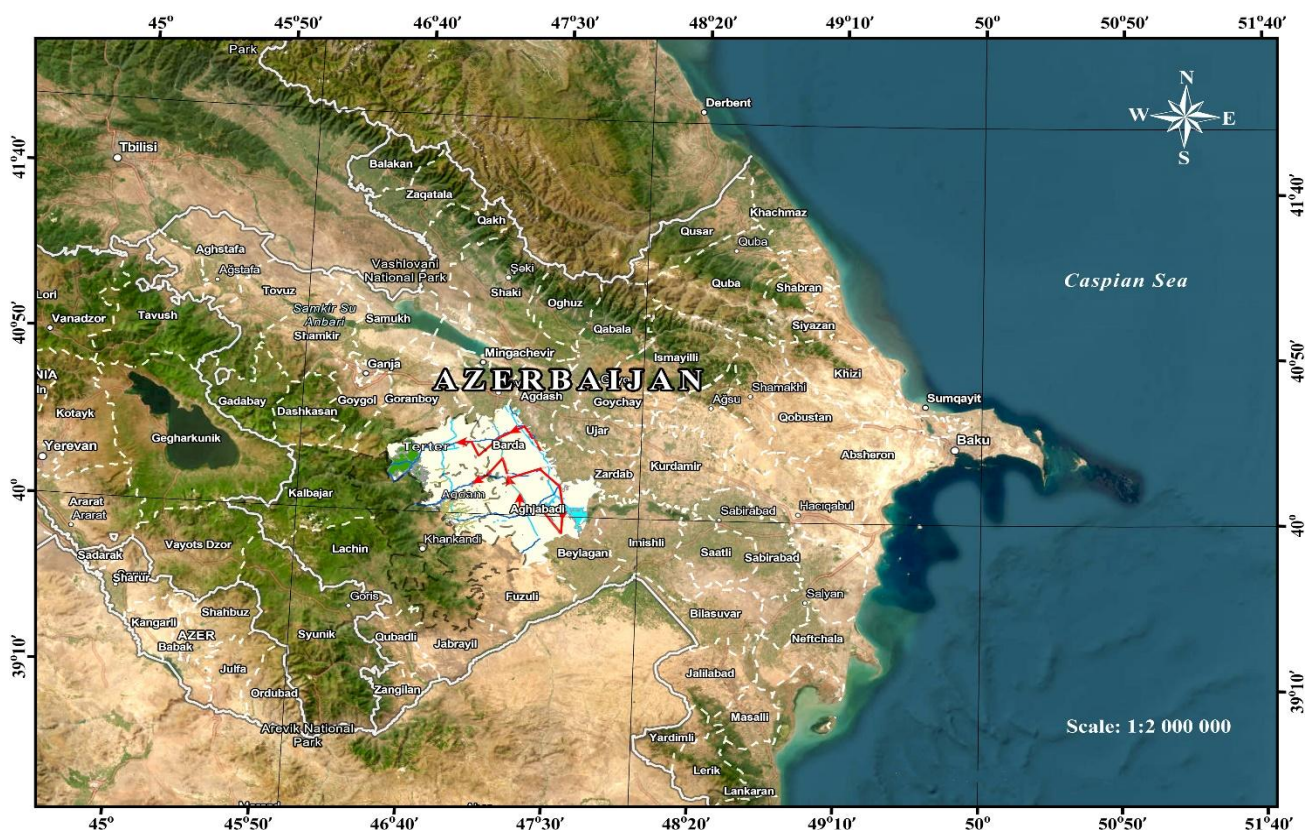 45°
45°50′
46°40′
47°30′
48°20′
49°10′
50°
50°50′
51°40′
Park
N
W
E
S
Derbent
41°40′
Tbilisi
Balakan
Zaqatala
41°40′
Khachmaz
Qakh
Qusar
Quba
Aghstafa
Ağstafa
Vashlovani
National Park
Şəki
Shaki
Quba
Shabran
Caspian Sea
Tovuz
Oghuz
Lori
Vanadzor
Tavush
Samkir Su
Anbari
Samukh
Shamkir
Qabala
Siyazan
40°50′
Mingachevir
Ismayilli
40°50′
Ganja
Khizi
AZERBAIJAN
NIA
In
Kotayk
Gadabay
Dashkasan
Goygol
Goranboy
Agdash
Goychay
Ağsu
Shamakhi
Sumqayit
Qobustan
Gegharkunik
Yerevan
Terter
Barda
Ujar
Baku
Absheron
Zardab
Kurdamir
40°
Kalbajar
Agdam
Aghjabadi
Sabirabad
Hacıqabul
40°
Ararat
Ararat
Vayots Dzor
Lachin
Khankandi
Beylagan
Imishli
Saatli
Sabirabad
Sadarak
Sharur
Shahbuz
Goris
Fuzuli
Bilasuvar
Salyan
Kangarli
AZER
Babak
Syunik
Qubadli
Jabrayil
Neftchala
39°10′
Julfa
Jalilabad
39°10′
Ordubad
Zangilan
Arevik National
Park
Masalli
Scale: 1:2 000 000
Yardimli
Lerik
Lankaran
45°
45°50′
46°40′
47°30′
48°20′
49°10′
50°
50°50′
51°40′